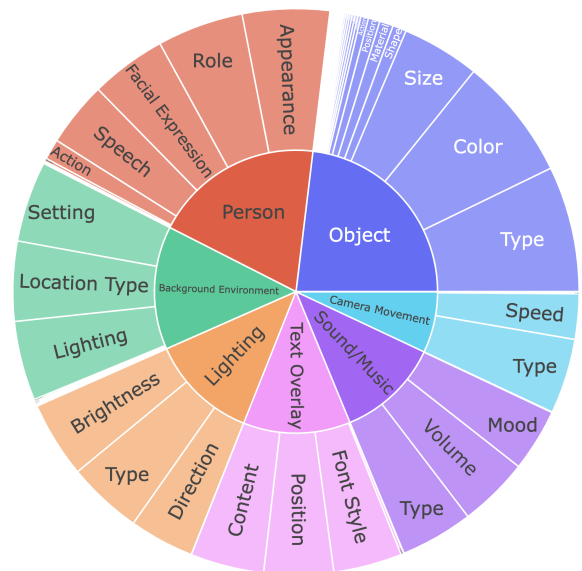 Object
Type
Color
Size
Shape
Material
Position
Person
Appearance
Role
Facial Expression
Speech
Action
Background Environment
Setting
Location Type
Lighting
Lighting
Brightness
Type
Direction
Text Overlay
Content
Position
Font Style
Sound/Music
Type
Volume
Mood
Camera Movement
Type
Speed